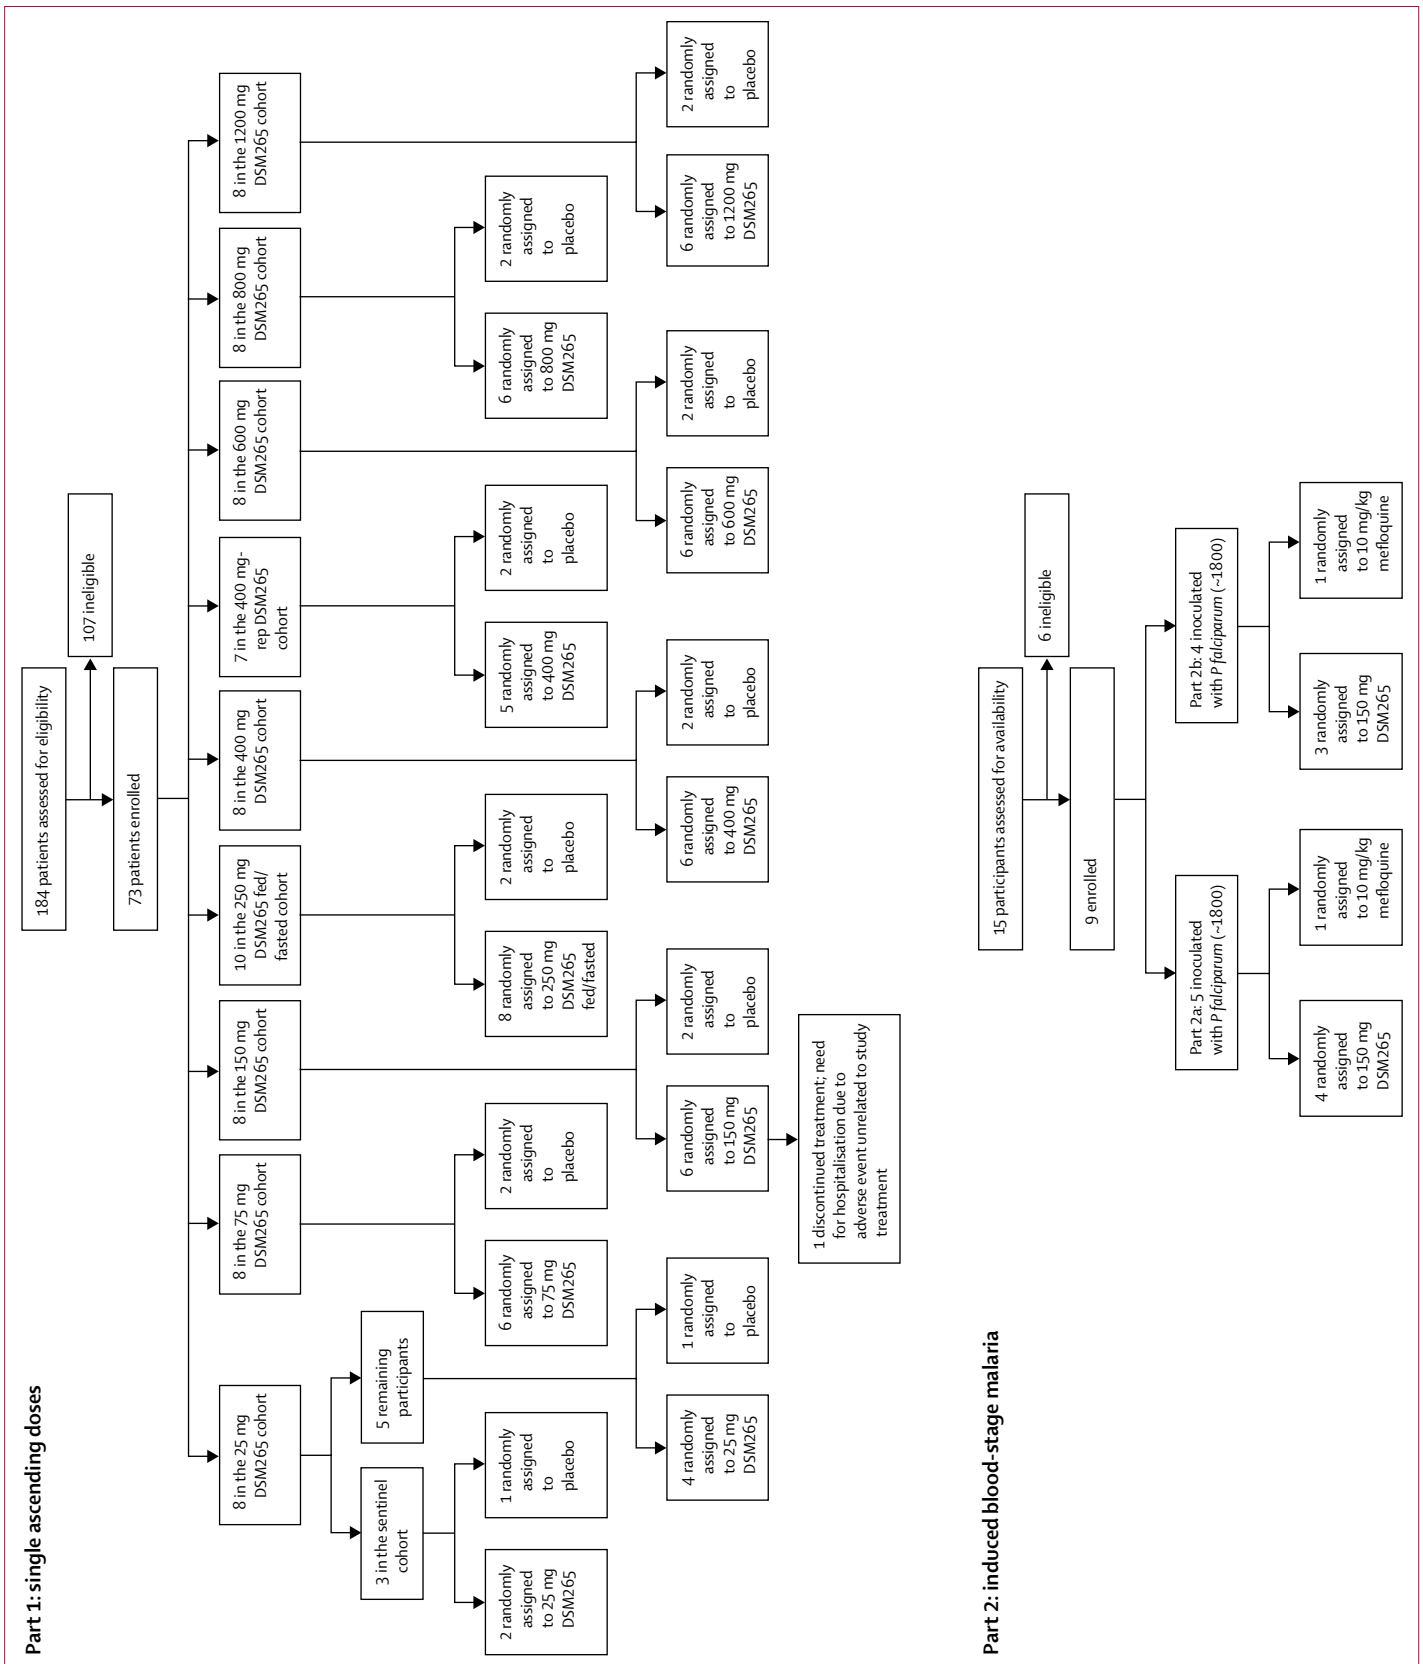 Part 1: single ascending doses
184 patients assessed for eligibility
107 ineligible
73 patients enrolled
8 in the 25 mg
DSM265 cohort
8 in the 75 mg
DSM265 cohort
8 in the 150 mg
DSM265 cohort
10 in the 250 mg
DSM265 fed/
fasted cohort
8 in the 400 mg
DSM265 cohort
7 in the 400 mg-
rep DSM265
cohort
8 in the 600 mg
DSM265 cohort
8 in the 800 mg
DSM265 cohort
8 in the 1200 mg
DSM265 cohort
3 in the sentinel
cohort
5 remaining
participants
2 randomly
assigned
to 25 mg
DSM265
1 randomly
assigned
to
placebo
6 randomly
assigned
to 75 mg
DSM265
2 randomly
assigned
to
placebo
8 randomly
assigned
to 250 mg
DSM265
fed/fasted
2 randomly
assigned
to
placebo
5 randomly
assigned
to 400 mg
DSM265
2 randomly
assigned
to
placebo
6 randomly
assigned
to 800 mg
DSM265
2 randomly
assigned
to
placebo
4 randomly
assigned
to 25 mg
DSM265
1 randomly
assigned
to
placebo
6 randomly
assigned
to 150 mg
DSM265
2 randomly
assigned
to
placebo
6 randomly
assigned
to 400 mg
DSM265
2 randomly
assigned
to
placebo
6 randomly
assigned
to 600 mg
DSM265
2 randomly
assigned
to
placebo
6 randomly
assigned
to 1200 mg
DSM265
2 randomly
assigned
to
placebo
1 discontinued treatment; need
for hospitalisation due to
adverse event unrelated to study
treatment
Part 2: induced blood-stage malaria
15 participants assessed for availability
6 ineligible
9 enrolled
Part 2a: 5 inoculated
with P falciparum (~1800)
Part 2b: 4 inoculated
with P falciparum (~1800)
4 randomly
assigned
to 150 mg
DSM265
1 randomly
assigned
to 10 mg/kg
mefloquine
3 randomly
assigned
to 150 mg
DSM265
1 randomly
assigned
to 10 mg/kg
mefloquine